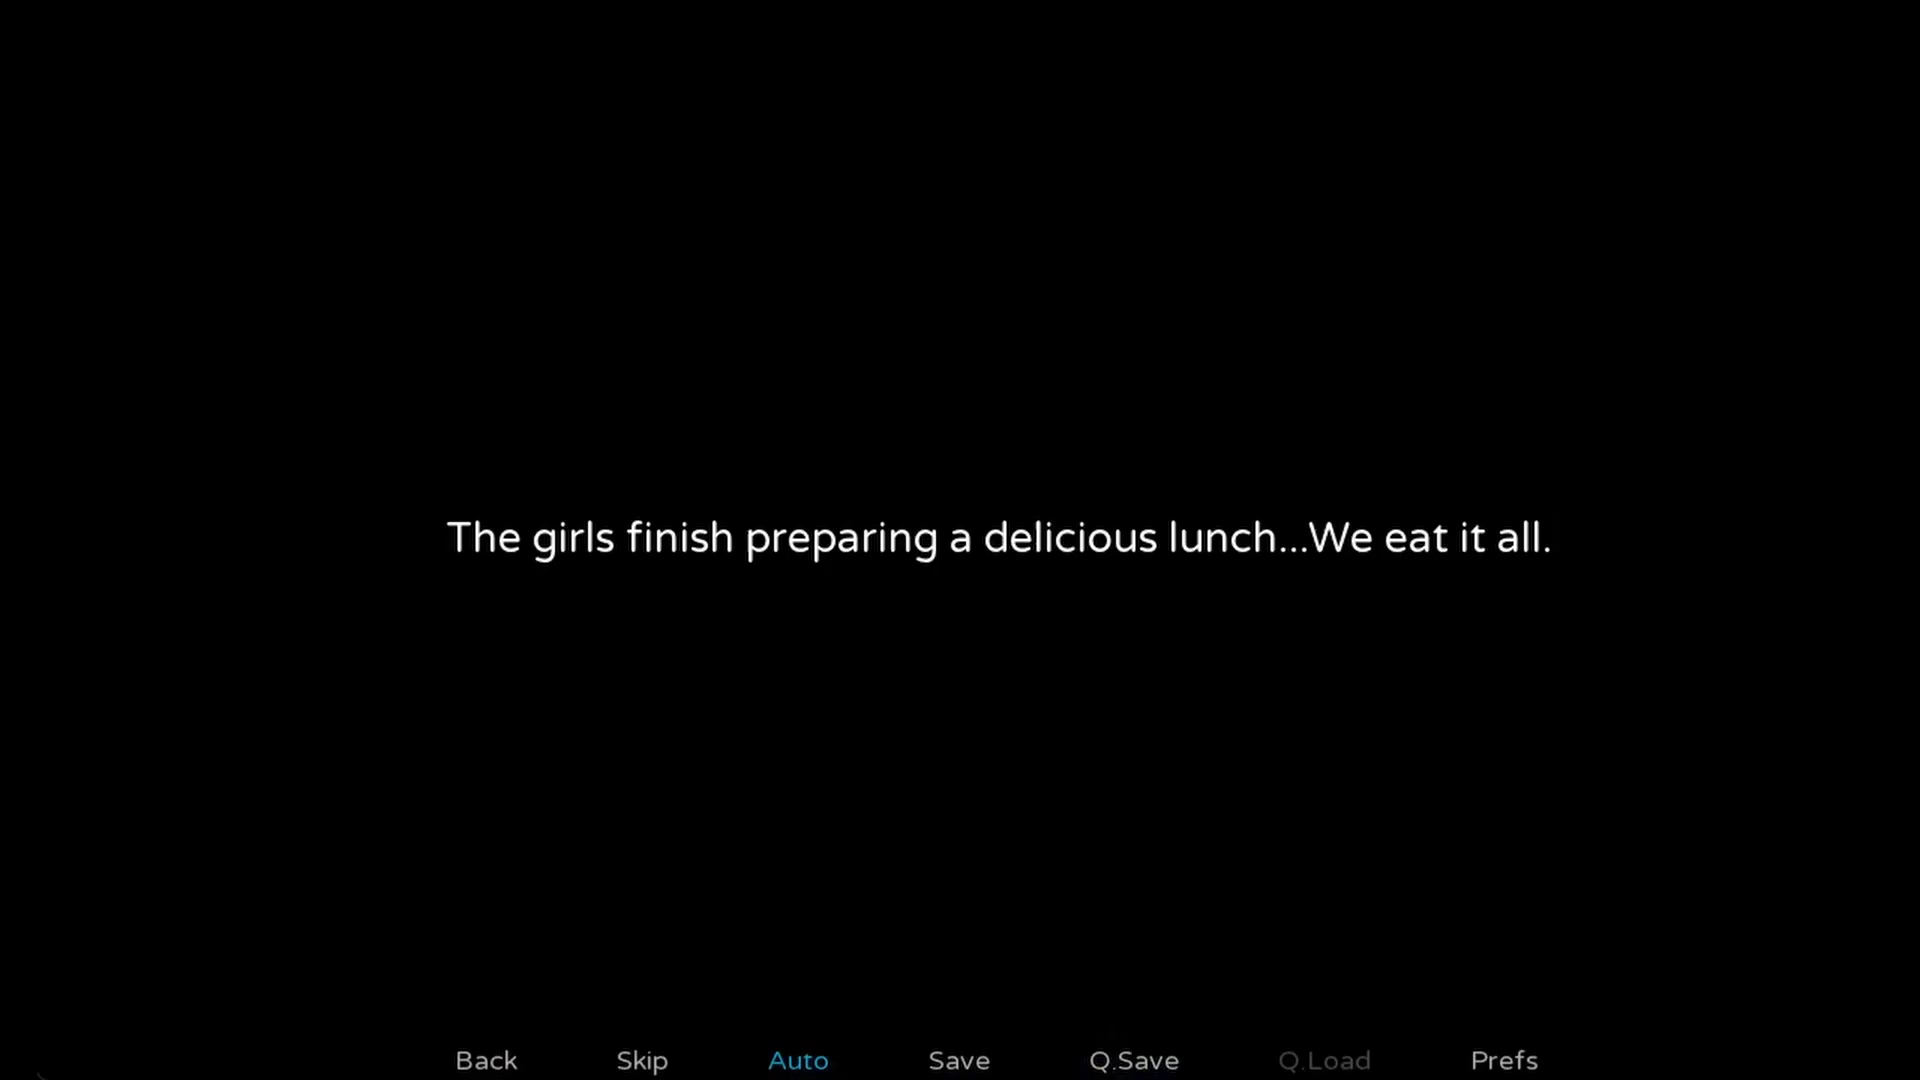 The girls finish preparing a delicious lunch...We eat it all.
Back Skip Auto Save Q.Save Q.Load Prefs